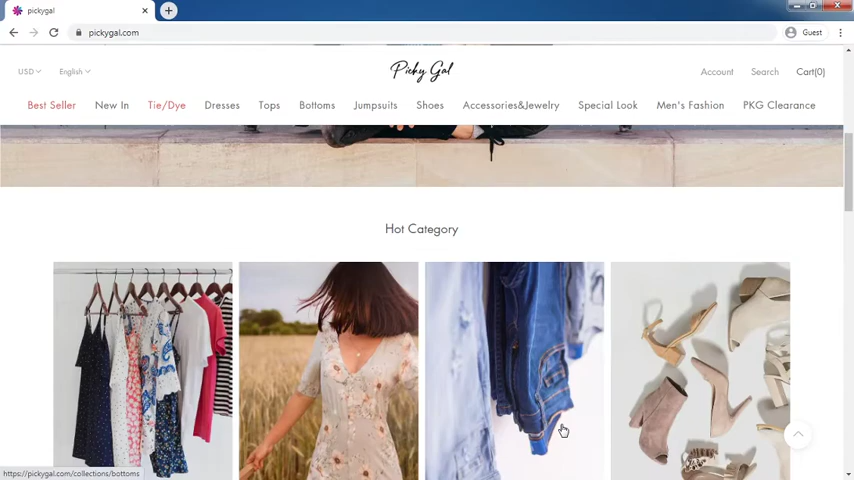 pickygal
pickygal.com
Guest
USD
English
Picky Gal
Account
Search
Cart(0)
Best Seller
New In
Tie/Dye
Dresses
Tops
Bottoms
Jumpsuits
Shoes
Accessories&Jewelry
Special Look
Men's Fashion
PKG Clearance
Hot Category
https://pickygal.com/collections/bottoms